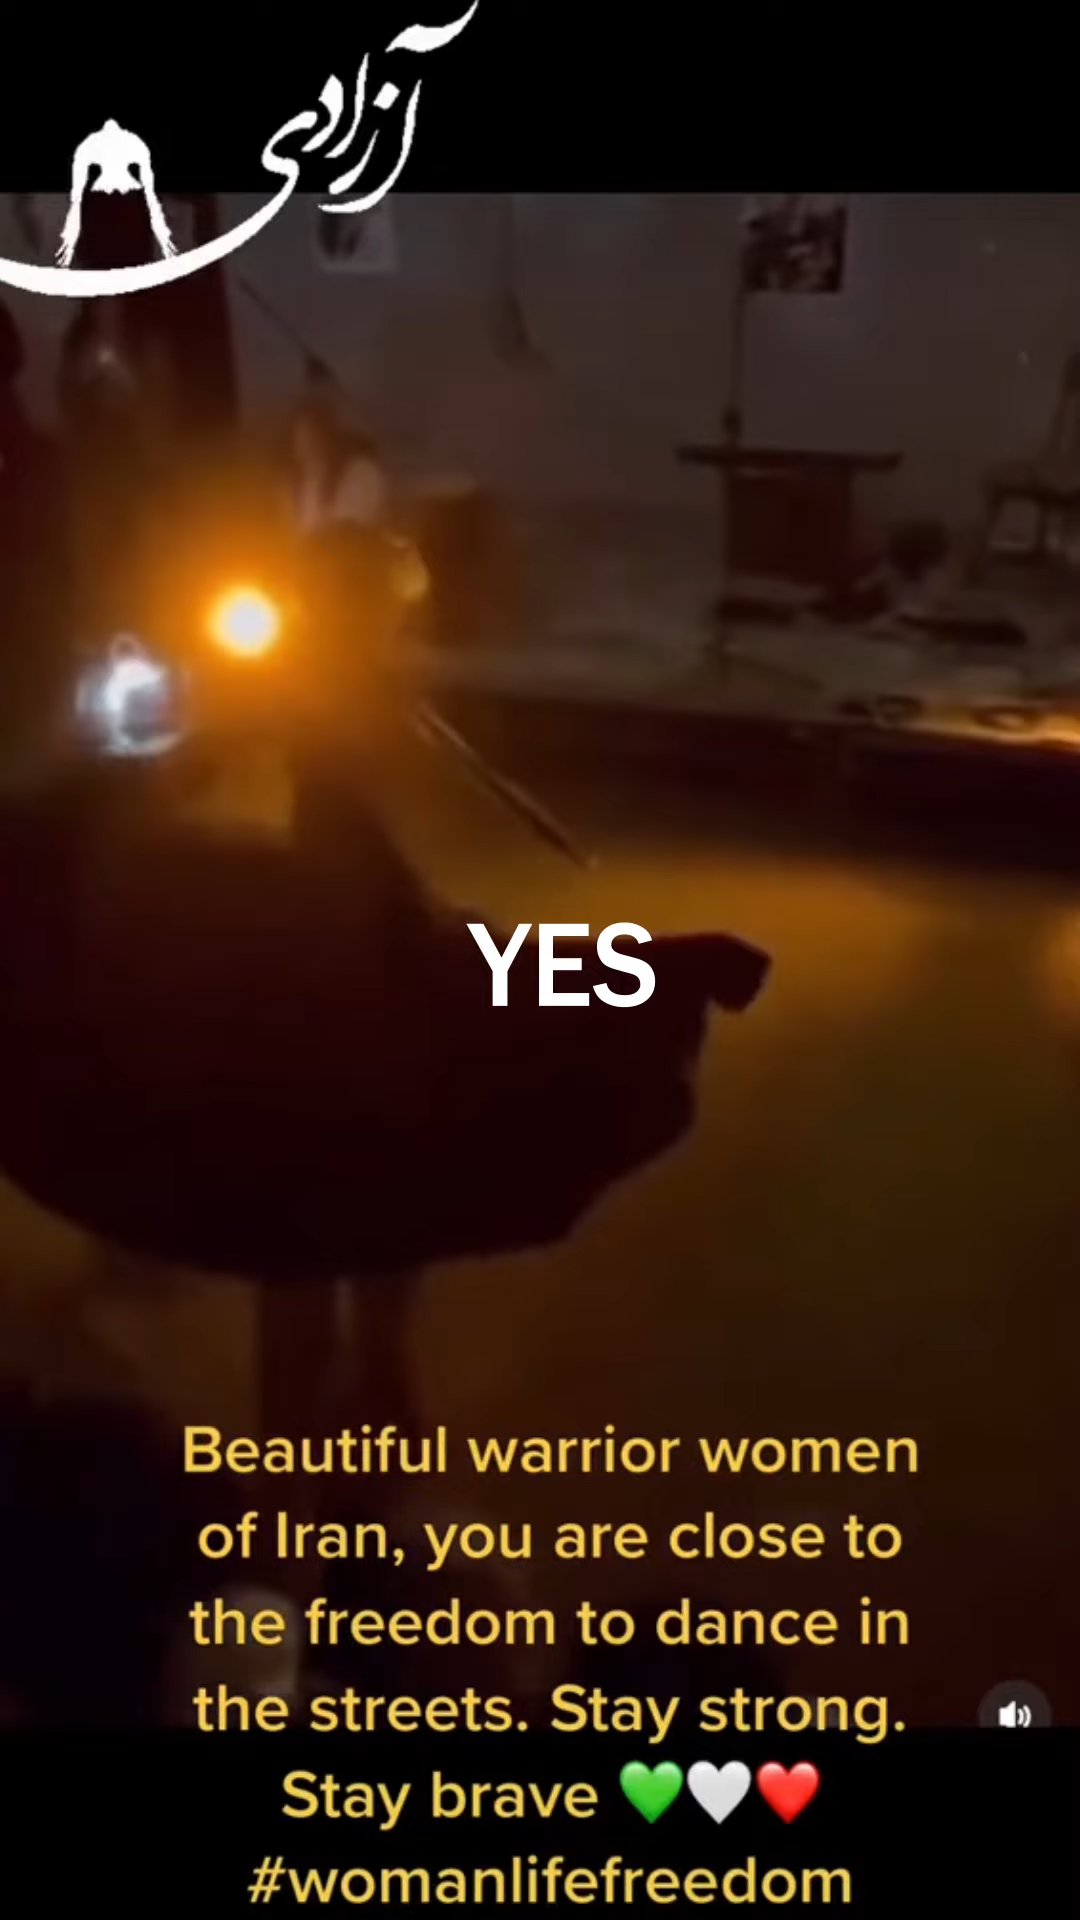 آزادی
YES
Beautiful warrior women
of Iran, you are close to
the freedom to dance in
the streets. Stay strong.
Stay brave 💚🤍❤️
#womanlifefreedom